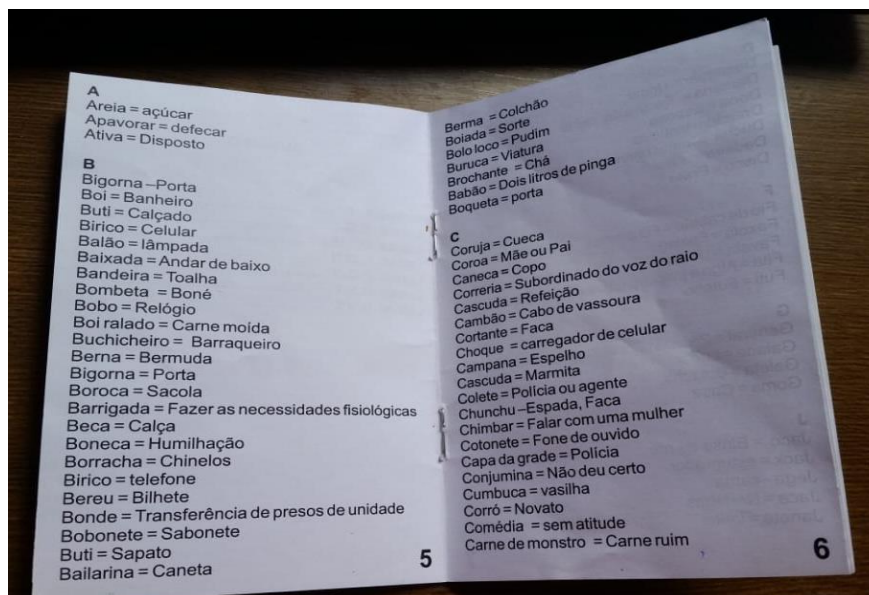 A
Areia = açúcar
Apavorar = defecar
Ativa = Disposto
B
Bigorna –Porta
Boi = Banheiro
Buti = Calçado
Birico = Celular
Balão = lâmpada
Baixada = Andar de baixo
Bandeira = Toalha
Bombeta = Boné
Bobo = Relógio
Boi ralado = Carne moída
Buchicheiro = Barraqueiro
Berna = Bermuda
Bigorna = Porta
Boroca = Sacola
Barrigada = Fazer as necessidades fisiológicas
Beca = Calça
Boneca = Humilhação
Borracha = Chinelos
Birico = telefone
Bereu = Bilhete
Bonde = Transferência de presos de unidade
Bobonete = Sabonete
Buti = Sapato
Bailarina = Caneta
5
Berma = Colchão
Boiada = Sorte
Bolo loco = Pudim
Buruca = Viatura
Brochante = Chá
Babão = Dois litros de pinga
Boqueta = porta
C
Coruja = Cueca
Coroa = Mãe ou Pai
Caneca = Copo
Correria = Subordinado do voz do raio
Cascuda = Refeição
Cambão = Cabo de vassoura
Cortante = Faca
Choque = carregador de celular
Campana = Espelho
Cascuda = Marmita
Colete = Polícia ou agente
Chunchu –Espada, Faca
Chimbar = Falar com uma mulher
Cotonete = Fone de ouvido
Capa da grade = Polícia
Conjumina = Não deu certo
Cumbuca = vasilha
Corró = Novato
Comédia = sem atitude
Carne de monstro = Carne ruim
6